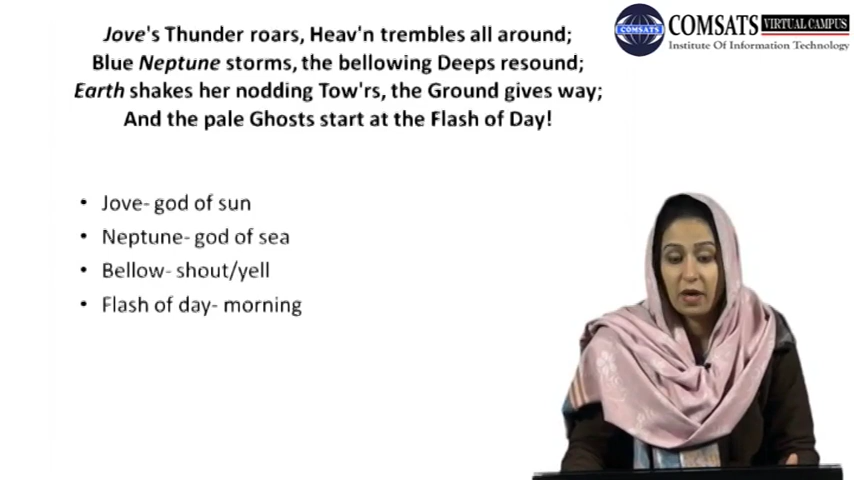 Jove's Thunder roars, Heav'n trembles all around;
Blue Neptune storms, the bellowing Deeps resound;
Earth shakes her nodding Tow'rs, the Ground gives way;
And the pale Ghosts start at the Flash of Day!
COMSATS
COMSATS VIRTUAL CAMPUS
Institute Of Information Technology
• Jove- god of sun
• Neptune- god of sea
• Bellow- shout/yell
• Flash of day- morning